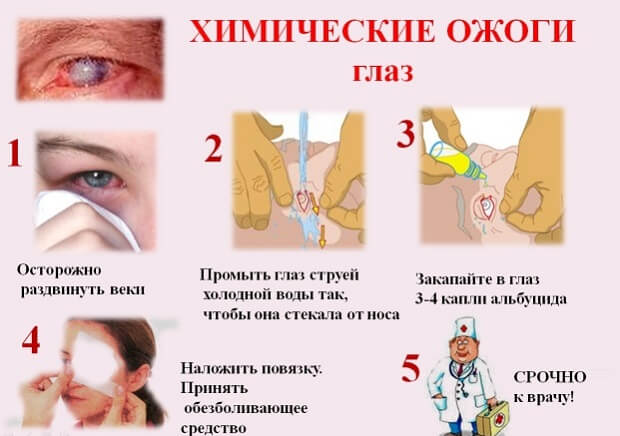 ХИМИЧЕСКИЕ ОЖОГИ
глаз
1
Осторожно
раздвинуть веки
2
Промыть глаз струей
холодной воды так,
чтобы она стекала от носа
3
Закапайте в глаз
3-4 капли альбуцида
4
Наложить повязку.
Принять
обезболивающее
средство
5
СРОЧНО
к врачу!